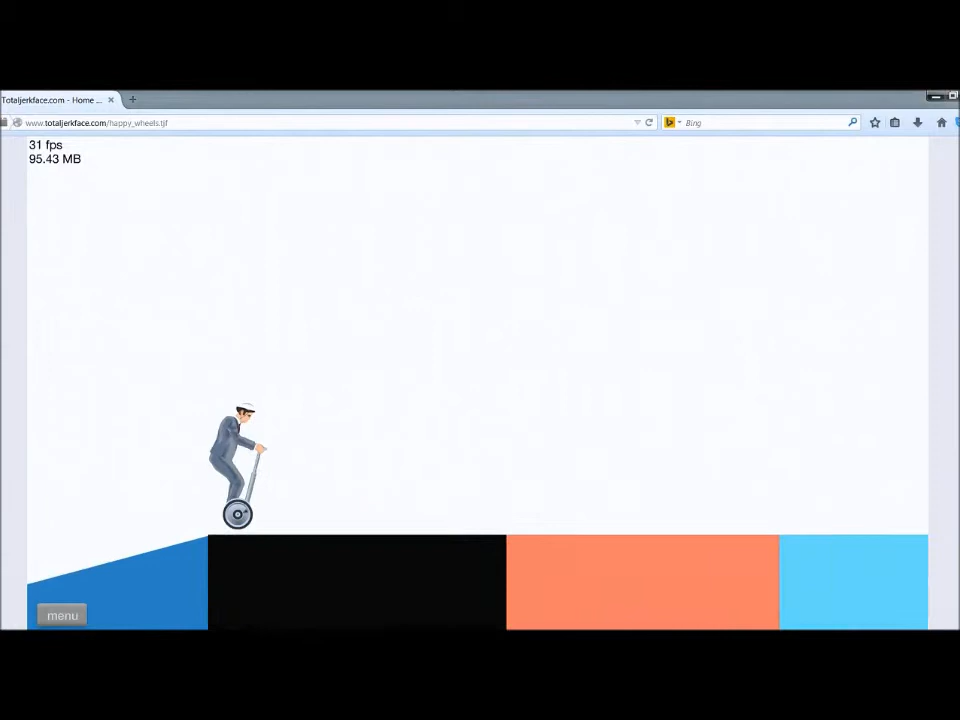 Totaljerkface.com - Home ...
www.totaljerkface.com/happy_wheels.tjf
Bing
31 fps
95.43 MB
menu